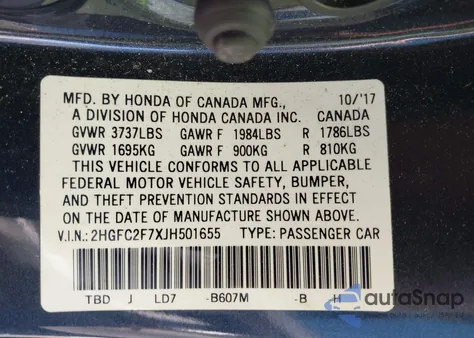 MFD. BY HONDA OF CANADA MFG., 10/'17
A DIVISION OF HONDA CANADA INC. CANADA
GVWR 3737LBS GAWR F 1984LBS R 1786LBS
GVWR 1695KG GAWR F 900KG R 810KG
THIS VEHICLE CONFORMS TO ALL APPLICABLE
FEDERAL MOTOR VEHICLE SAFETY, BUMPER,
AND THEFT PREVENTION STANDARDS IN EFFECT
ON THE DATE OF MANUFACTURE SHOWN ABOVE.
V.I.N.: 2HGFC2F7XJH501655 TYPE: PASSENGER CAR
TBD J LD7 -B607M -B H
autoSnap